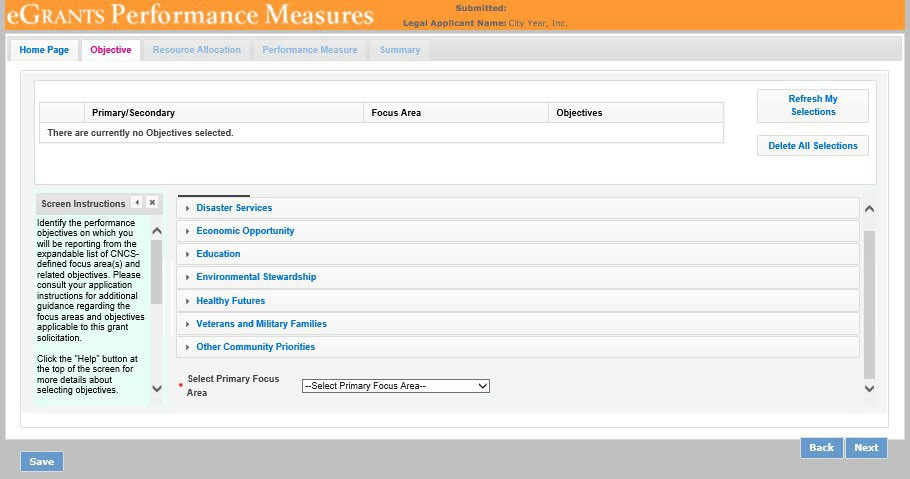 eGRANTS Performance Measures
Submitted:
Legal Applicant Name: City Year, Inc.
Home Page Objective Resource Allocation Performance Measure Summary
Primary/Secondary Focus Area Objectives
There are currently no Objectives selected.
Refresh My
Selections
Delete All Selections
Screen Instructions
Identify the performance
objectives on which you
will be reporting from the
expandable list of CNCS-
defined focus area(s) and
related objectives. Please
consult your application
instructions for additional
guidance regarding the
focus areas and objectives
applicable to this grant
solicitation.
Click the "Help" button at
the top of the screen for
more details about
selecting objectives.
Disaster Services
Economic Opportunity
Education
Environmental Stewardship
Healthy Futures
Veterans and Military Families
Other Community Priorities
* Select Primary Focus
Area
--Select Primary Focus Area--
Back Next
Save